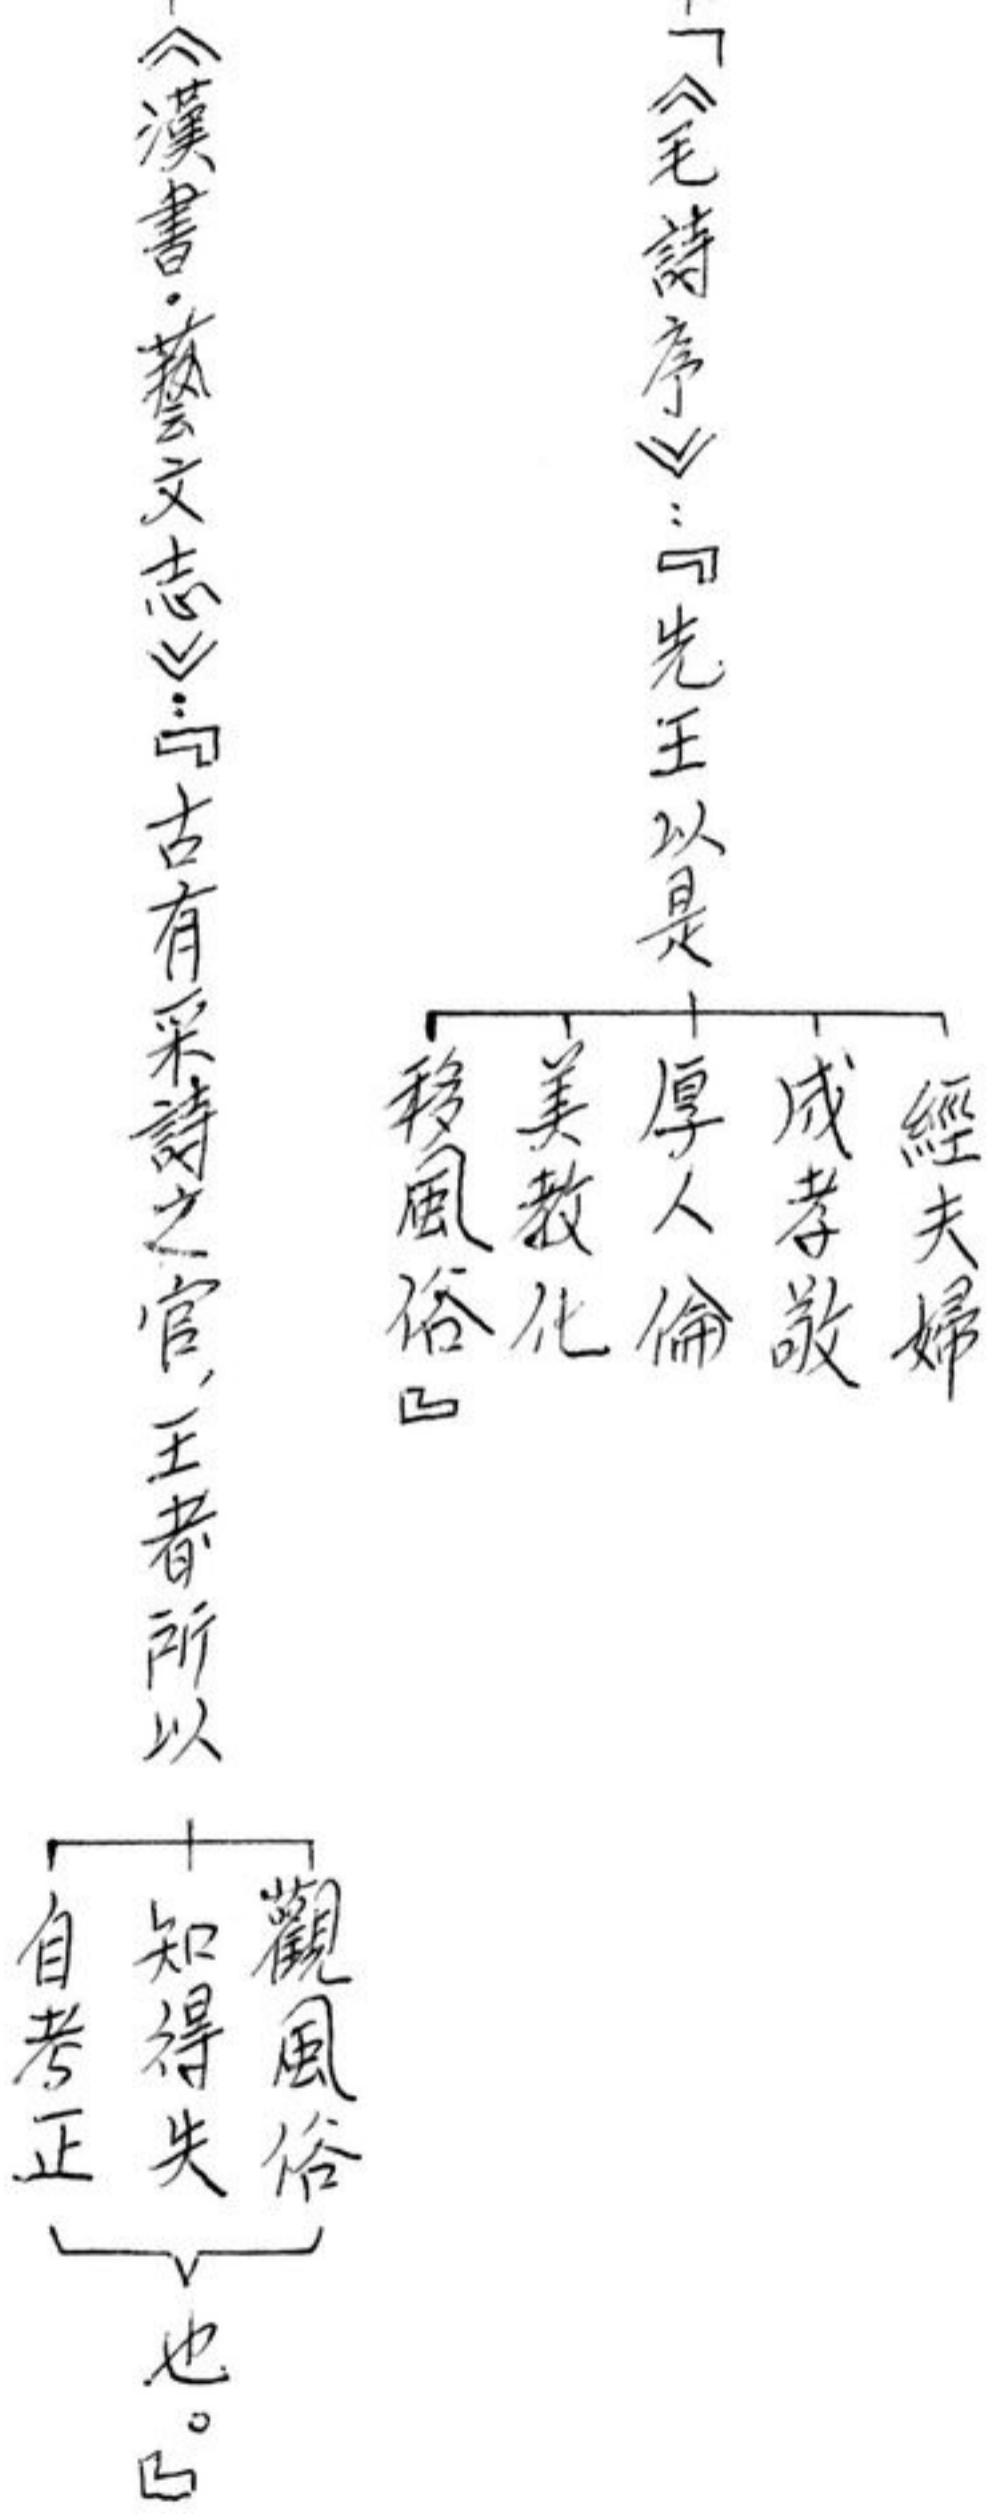 「《毛詩序》：『先王以是
經夫婦
成孝敬
厚人倫
美教化
移風俗』
《漢書·藝文志》：『古有采詩之官，王者所以
觀風俗
知得失
自考正
也。』